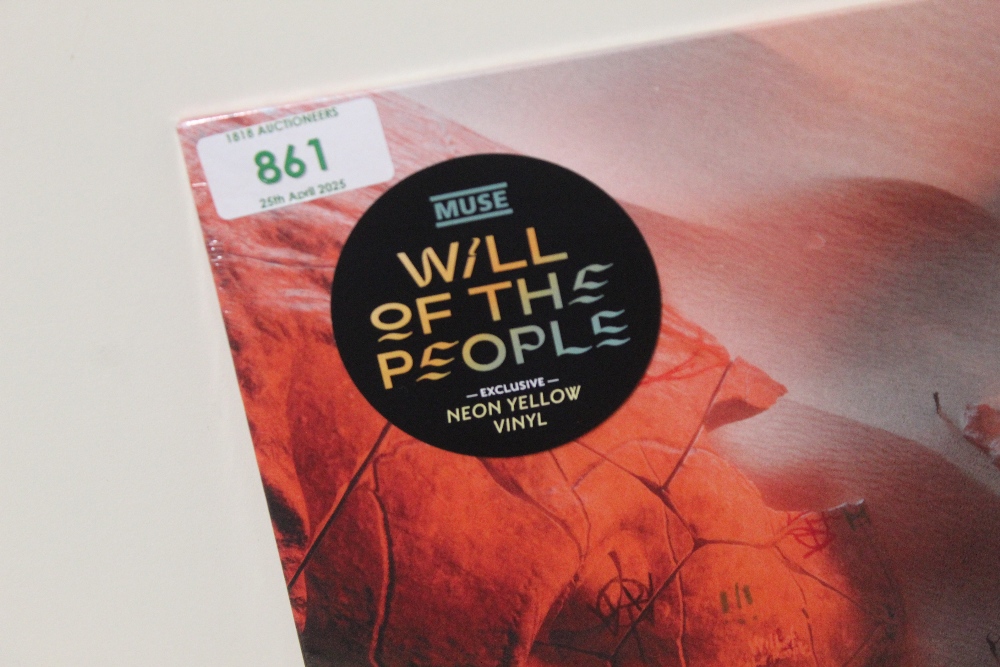 1818 AUCTIONEERS
861
25th April 2025
MUSE
WILL
OF THE
PEOPLE
— EXCLUSIVE —
NEON YELLOW
VINYL